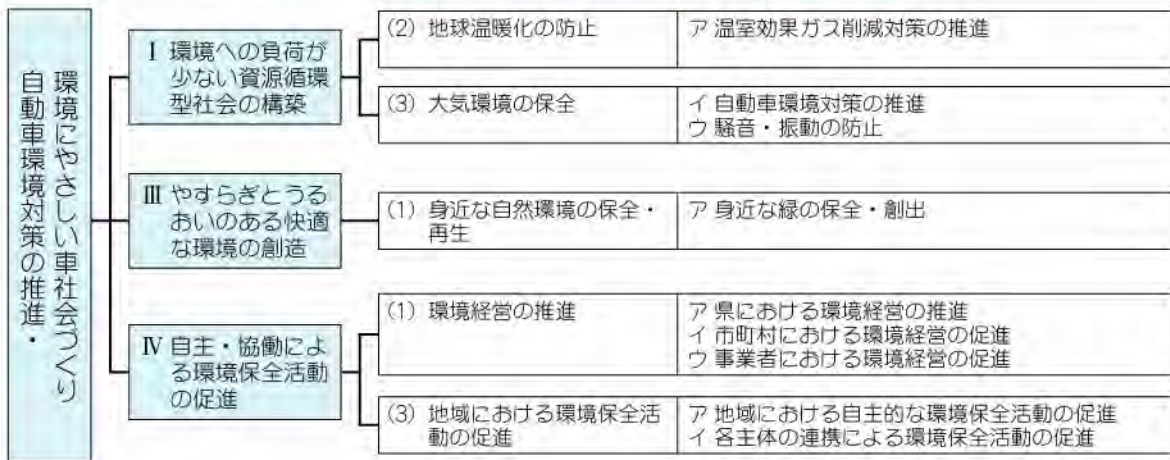 自動車環境対策の推進・
環境にやさしい車社会づくり
Ⅰ 環境への負荷が
少ない資源循環
型社会の構築
(2) 地球温暖化の防止
ア 温室効果ガス削減対策の推進
(3) 大気環境の保全
イ 自動車環境対策の推進
ウ 騒音・振動の防止
Ⅲ やすらぎとうる
おいのある快適
な環境の創造
(1) 身近な自然環境の保全・
再生
ア 身近な緑の保全・創出
Ⅳ 自主・協働によ
る環境保全活動
の促進
(1) 環境経営の推進
ア 県における環境経営の推進
イ 市町村における環境経営の促進
ウ 事業者における環境経営の促進
(3) 地域における環境保全活
動の促進
ア 地域における自主的な環境保全活動の促進
イ 各主体の連携による環境保全活動の促進